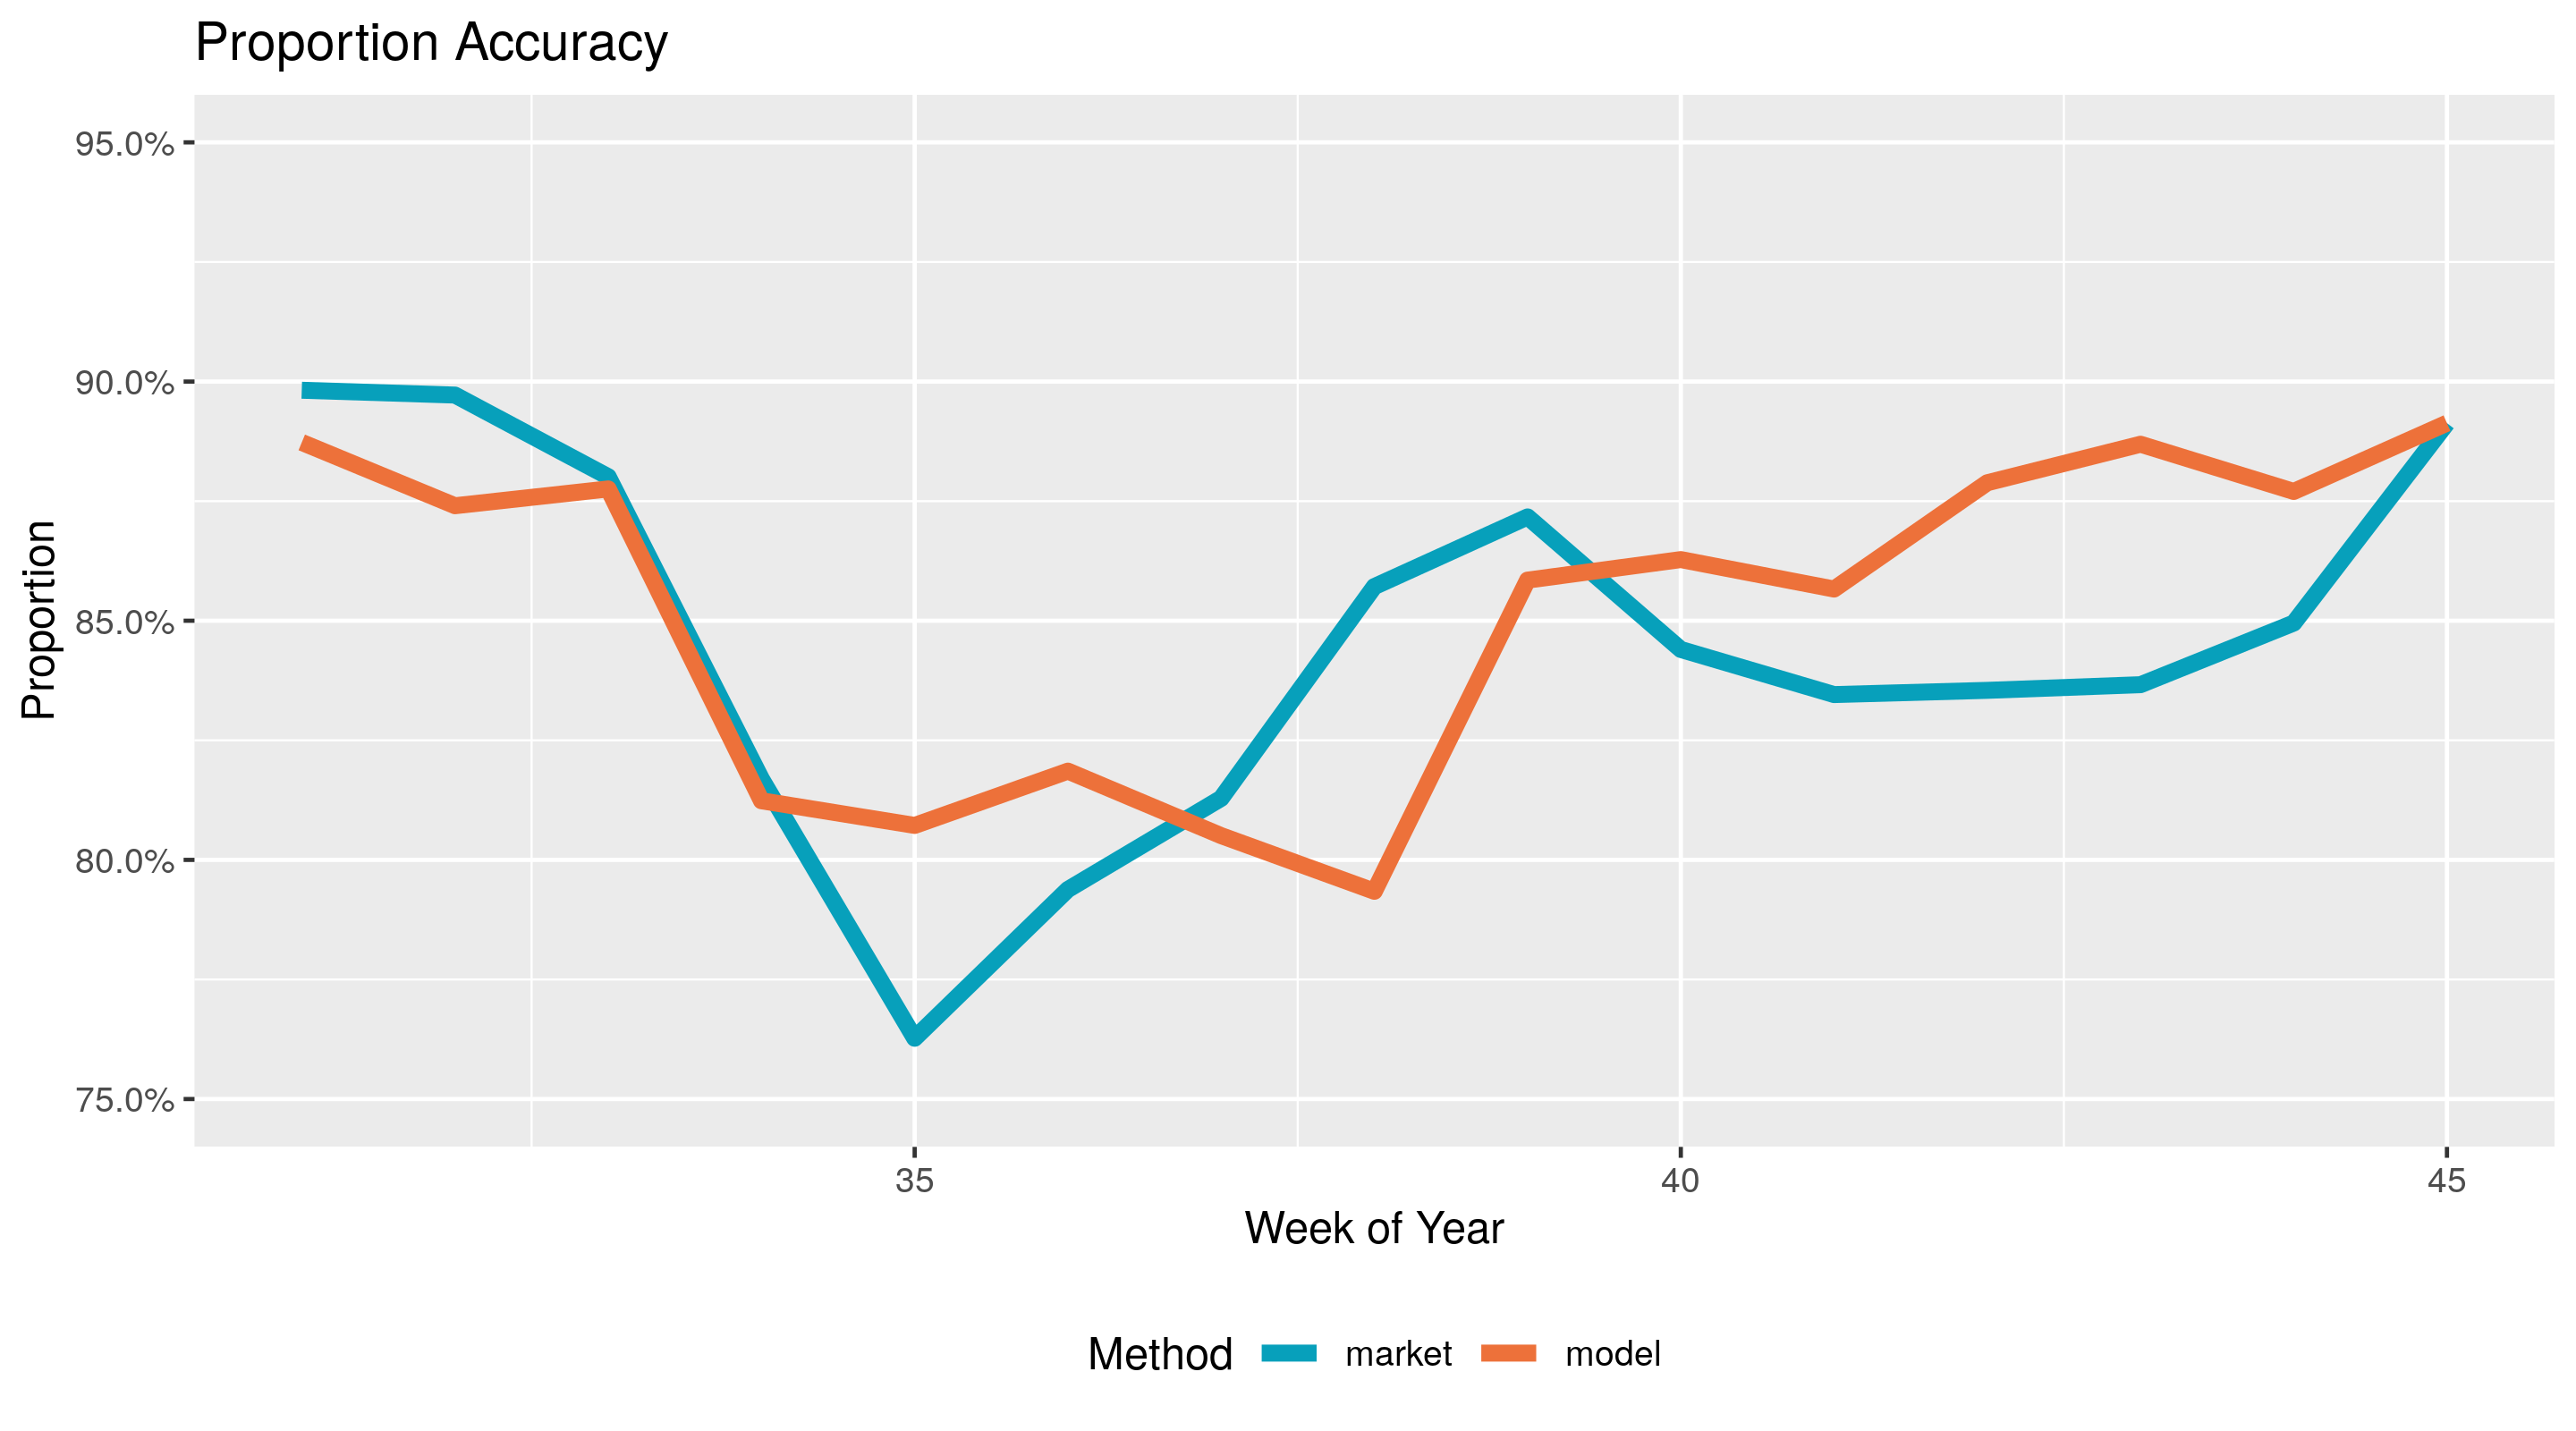 Proportion Accuracy
Proportion
95.0%
90.0%
85.0%
80.0%
75.0%
35 40 45
Week of Year
Method market model